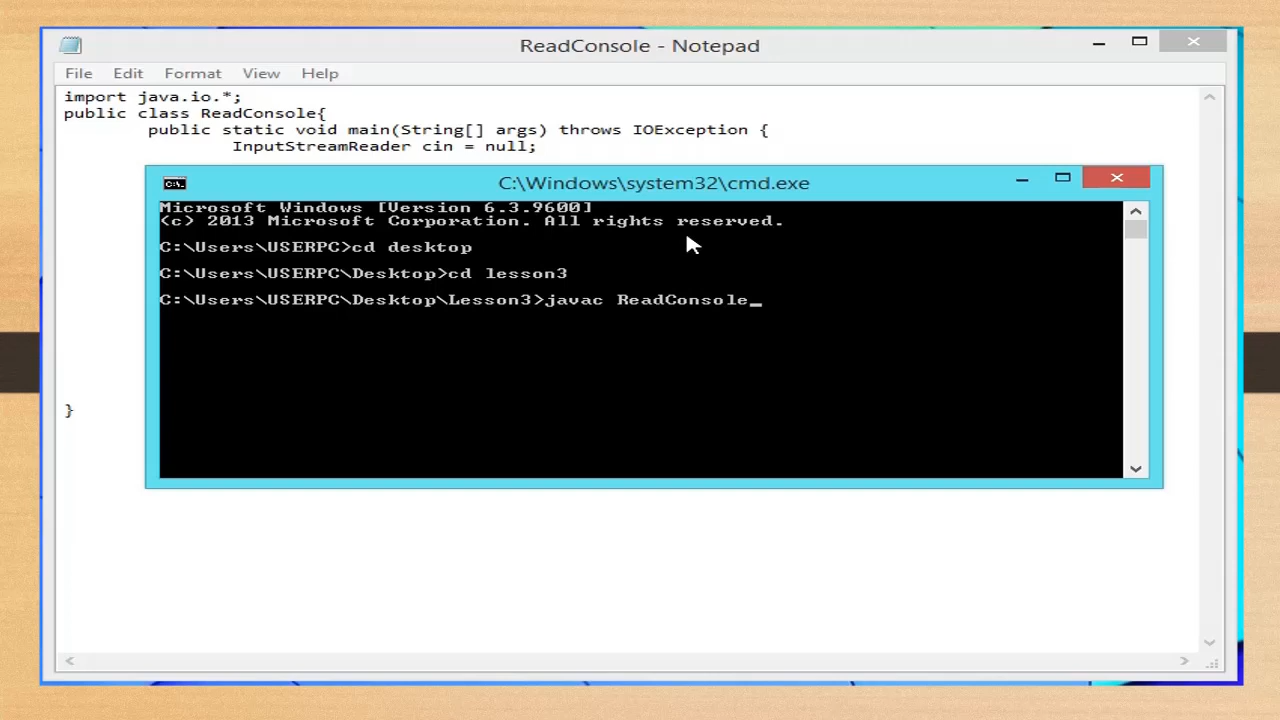 ReadConsole - Notepad
File Edit Format View Help
import java.io.*;
public class ReadConsole{
public static void main(String[] args) throws IOException {
InputStreamReader cin = null;
C:\Windows\system32\cmd.exe
Microsoft Windows [Version 6.3.9600]
(c) 2013 Microsoft Corporation. All rights reserved.
C:\Users\USERPC>cd desktop
C:\Users\USERPC\Desktop>cd lesson3
C:\Users\USERPC\Desktop\Lesson3>javac ReadConsole_
}